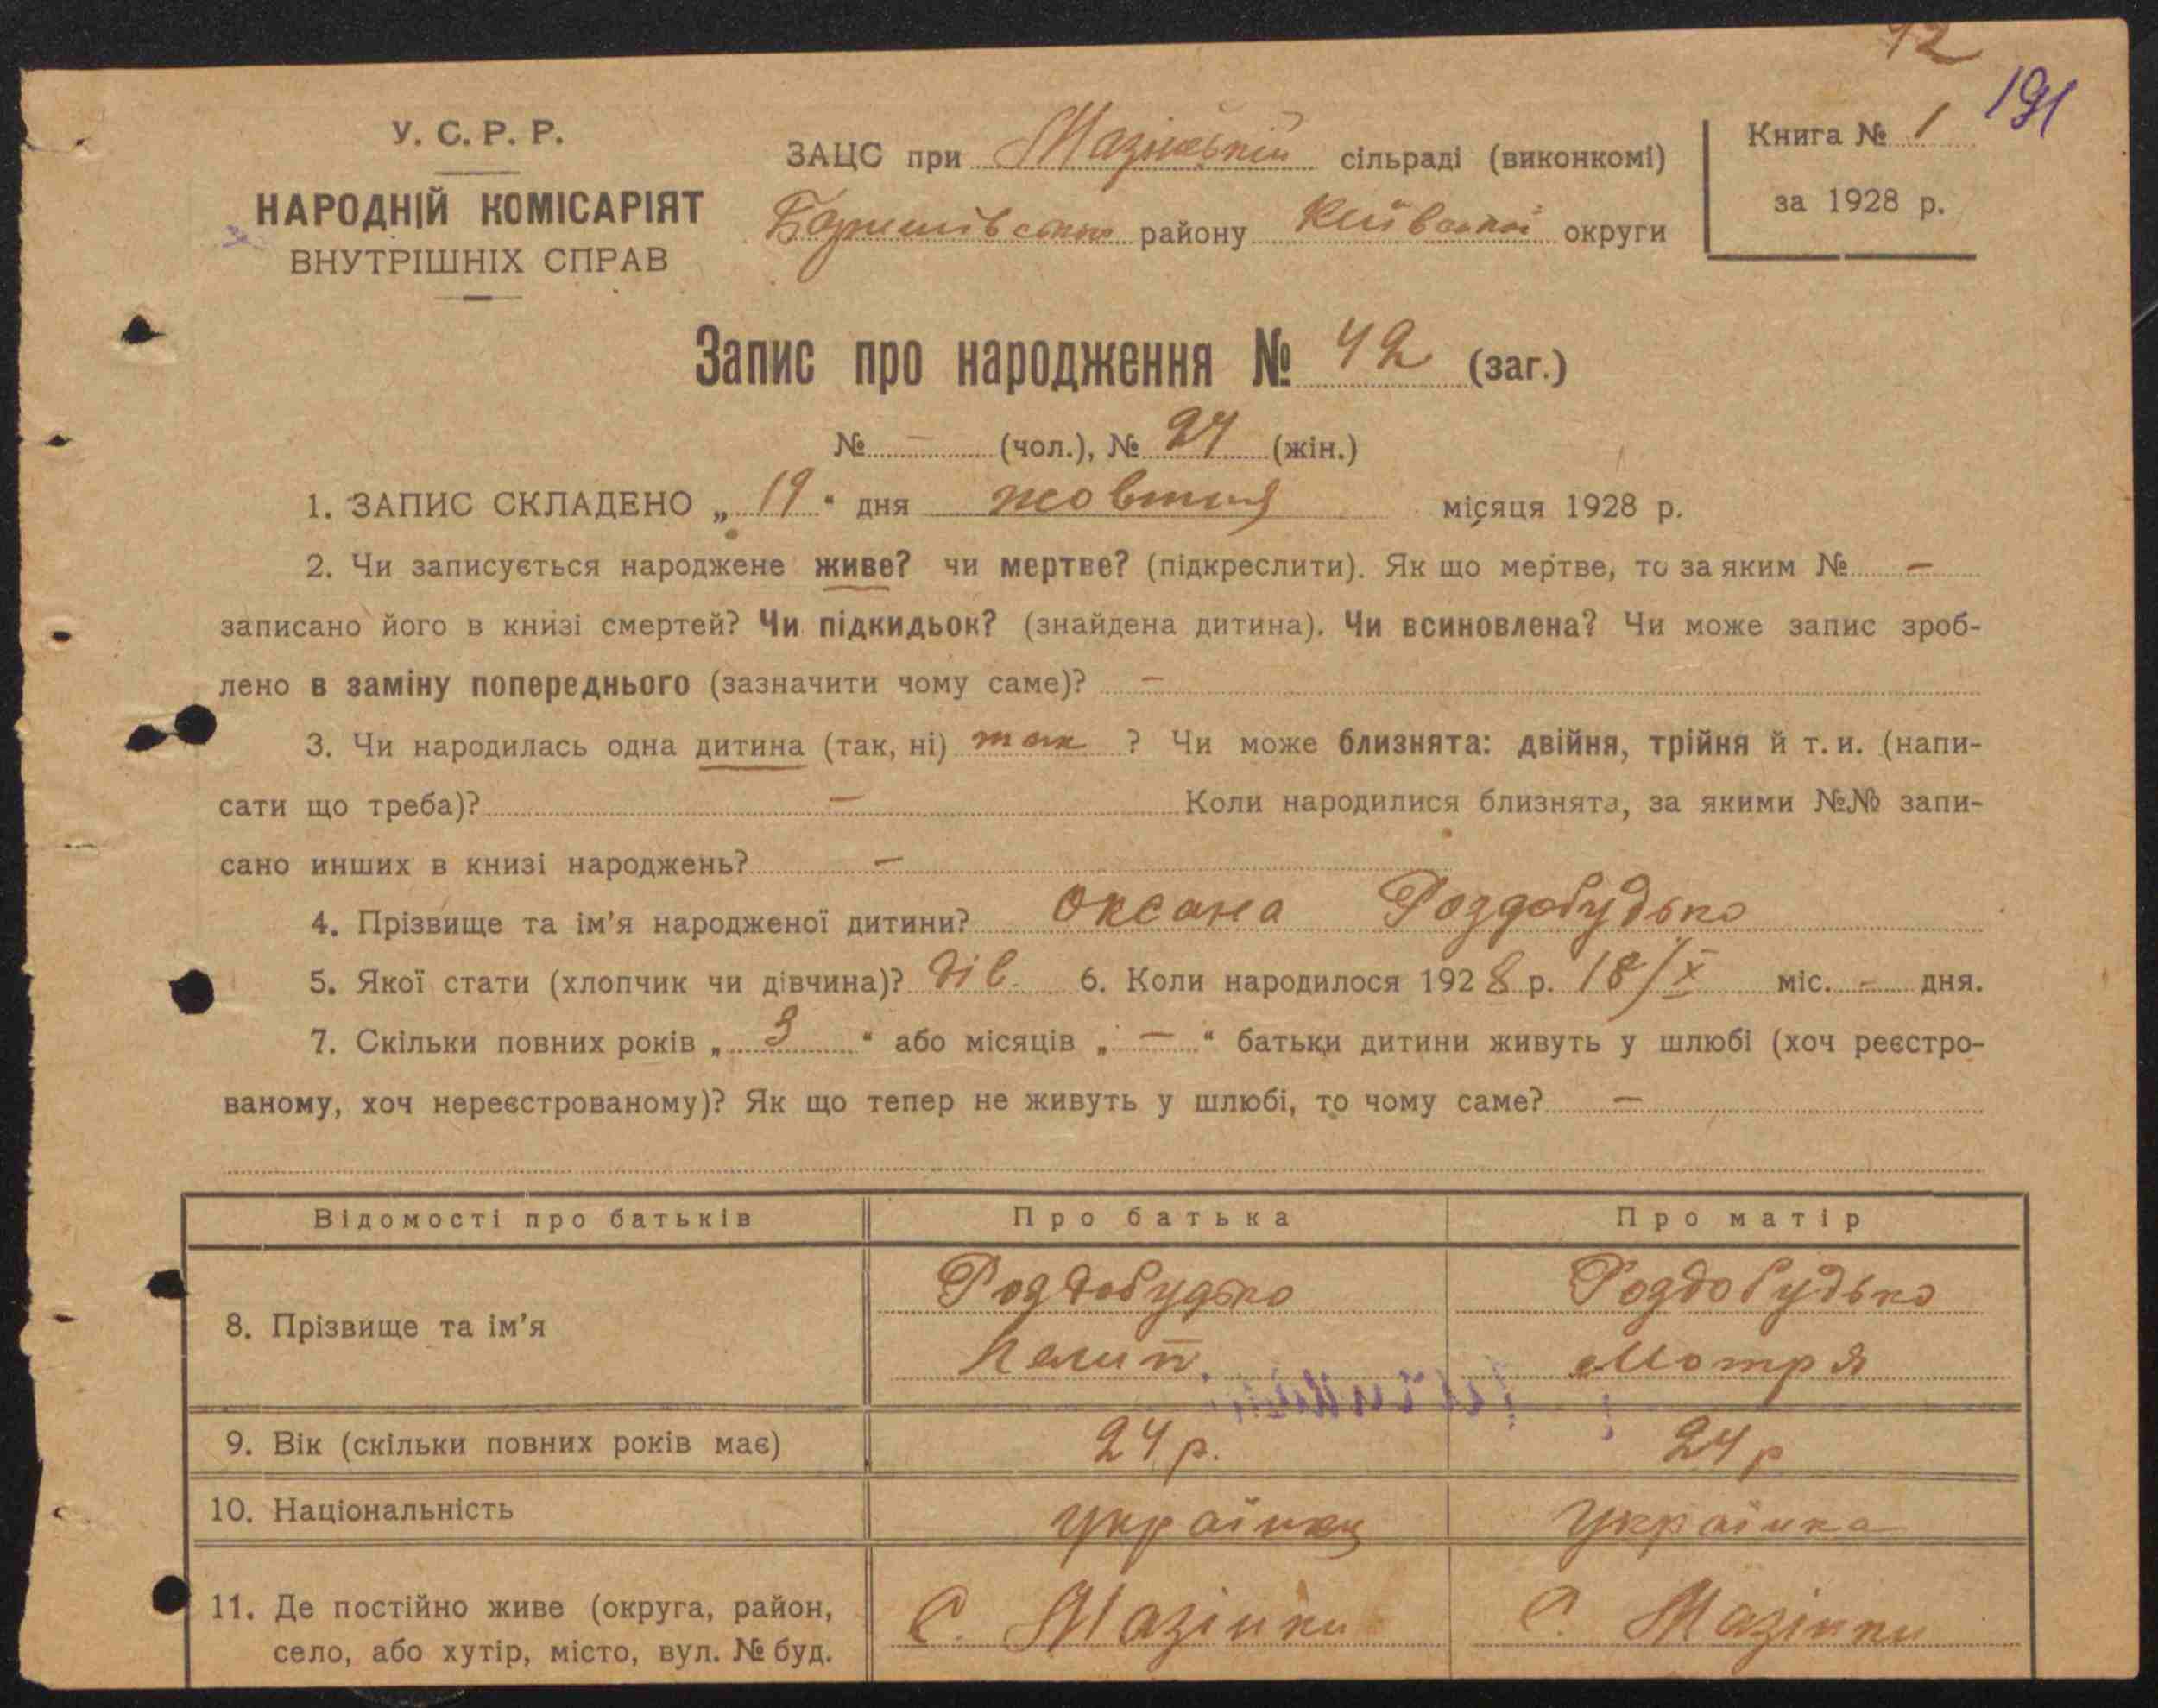 42
191
У. С. Р. Р.
НАРОДНІЙ КОМІСАРІЯТ
ВНУТРІШНІХ СПРАВ
ЗАЦС при Мазінській сільраді (виконкомі)
Баришівського району Київської округи
Книга № 1
за 1928 р.
Запис про народження № 42 (заг.)
№ - (чол.), № 24 (жін.)
1. ЗАПИС СКЛАДЕНО „ 19 “ дня жовтня місяця 1928 р.
2. Чи записується народжене живе? чи мертве? (підкреслити). Як що мертве, то за яким № -
записано його в книзі смертей? Чи підкидьок? (знайдена дитина). Чи всиновлена? Чи може запис зроб-
лено в заміну попереднього (зазначити чому саме)? -
3. Чи народилась одна дитина (так, ні) так ? Чи може близнята: двійня, трійня й т. и. (напи-
сати що треба)? - Коли народилися близнята, за якими №№ запи-
сано инших в книзі народжень? -
4. Прізвище та ім’я народженої дитини? Оксана Роздобудько
5. Якої стати (хлопчик чи дівчина)? дів. 6. Коли народилося 1928 р. 18/X міс. - дня.
7. Скільки повних років „ 3 “ або місяців „ - “ батьки дитини живуть у шлюбі (хоч реєстро-
ваному, хоч нереєстрованому)? Як що тепер не живуть у шлюбі, то чому саме? -
Відомості про батьків Про батька Про матір
8. Прізвище та ім’я
Роздобудько Роздобудько
Мотря
9. Вік (скільки повних років має) 24 р. 24 р
10. Національність українец Українка
11. Де постійно живе (округа, район,
село, або хутір, місто, вул. № буд.
С. Мазінки С. Мазінки